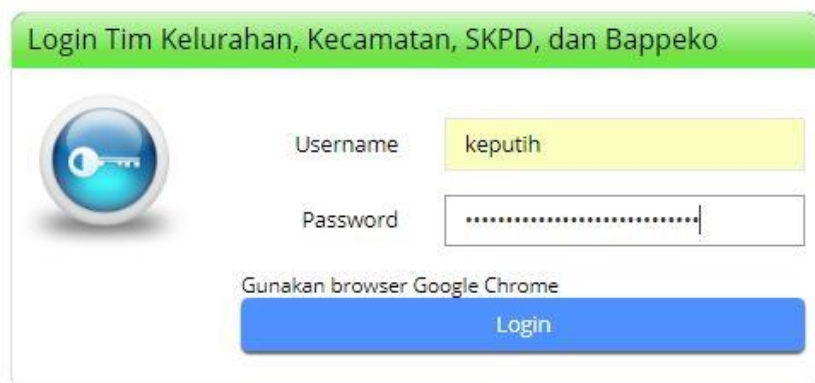 Login Tim Kelurahan, Kecamatan, SKPD, dan Bappeko
Username keputih
Password •••••••••••••••••••••••••••••
Gunakan browser Google Chrome
Login